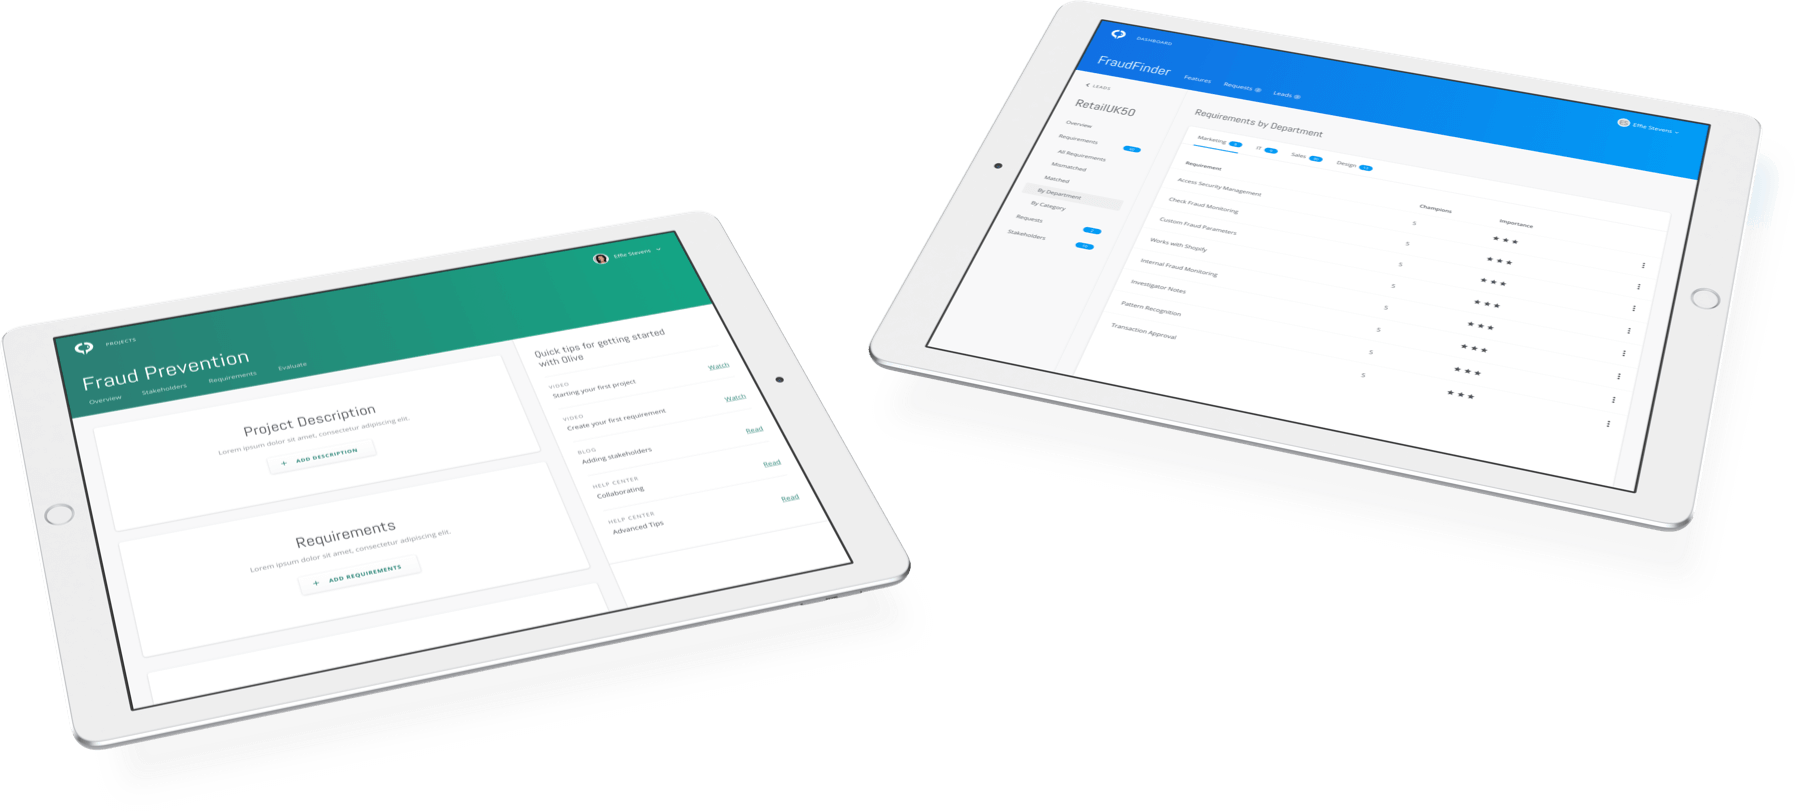 PROJECTS
Effie Stevens
Fraud Prevention
Overview
Stakeholders
Requirements
Evaluate
Project Description
Lorem ipsum dolor sit amet, consectetur adipiscing elit.
+ ADD DESCRIPTION
Requirements
Lorem ipsum dolor sit amet, consectetur adipiscing elit.
+ ADD REQUIREMENTS
Quick tips for getting started
with Olive
VIDEO
Starting your first project
Watch
VIDEO
Create your first requirement
Watch
BLOG
Adding stakeholders
Read
HELP CENTER
Collaborating
Read
HELP CENTER
Advanced Tips
Read
DASHBOARD
FraudFinder
Features
Requests
Leads
Effie Stevens
LEADS
RetailUK50
Overview
Requirements
All Requirements
Mismatched
Matched
By Department
By Category
Requests
Stakeholders
Requirements by Department
Marketing
IT
Sales
Design
Requirement
Champions
Importance
Access Security Management
5
Check Fraud Monitoring
5
Custom Fraud Parameters
5
Works with Shopify
5
Internal Fraud Monitoring
5
Investigator Notes
5
Pattern Recognition
5
Transaction Approval
5